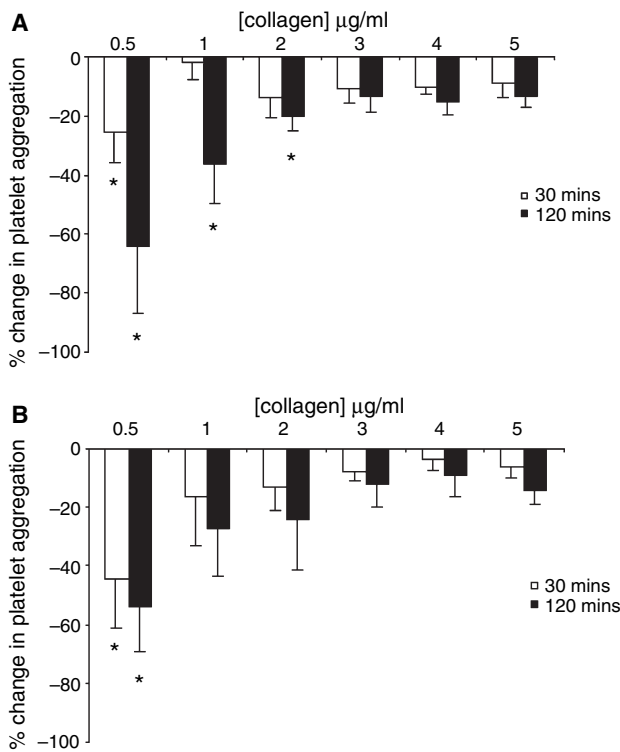 A
[collagen] μg/ml
0.5 1 2 3 4 5
% change in platelet aggregation
0
–20
–40
–60
–80
–100
*
*
*
*
30 mins
120 mins
B
[collagen] μg/ml
0.5 1 2 3 4 5
% change in platelet aggregation
0
–20
–40
–60
–80
–100
*
*
30 mins
120 mins